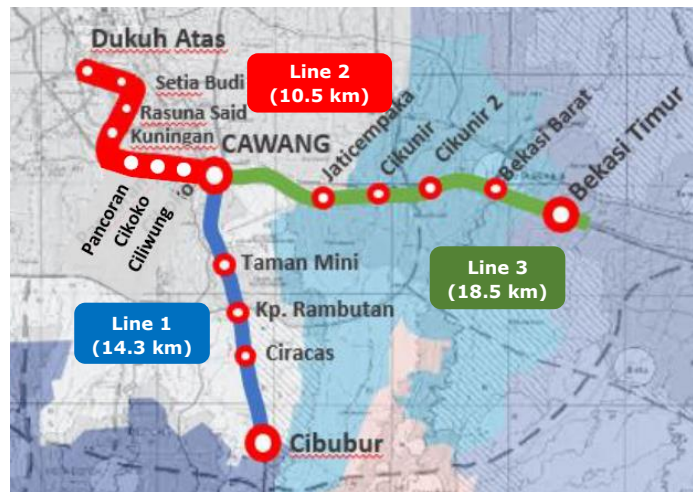 Dukuh Atas
Line 2
(10.5 km)
Setia Budi
Rasuna Said
Kuningan
CAWANG
Pancoran
Cikoko
Ciliwung
Jaticempaka
Cikunir
Cikunir 2
Bekasi Barat
Bekasi Timur
Taman Mini
Line 3
(18.5 km)
Kp. Rambutan
Line 1
(14.3 km)
Ciracas
Cibubur